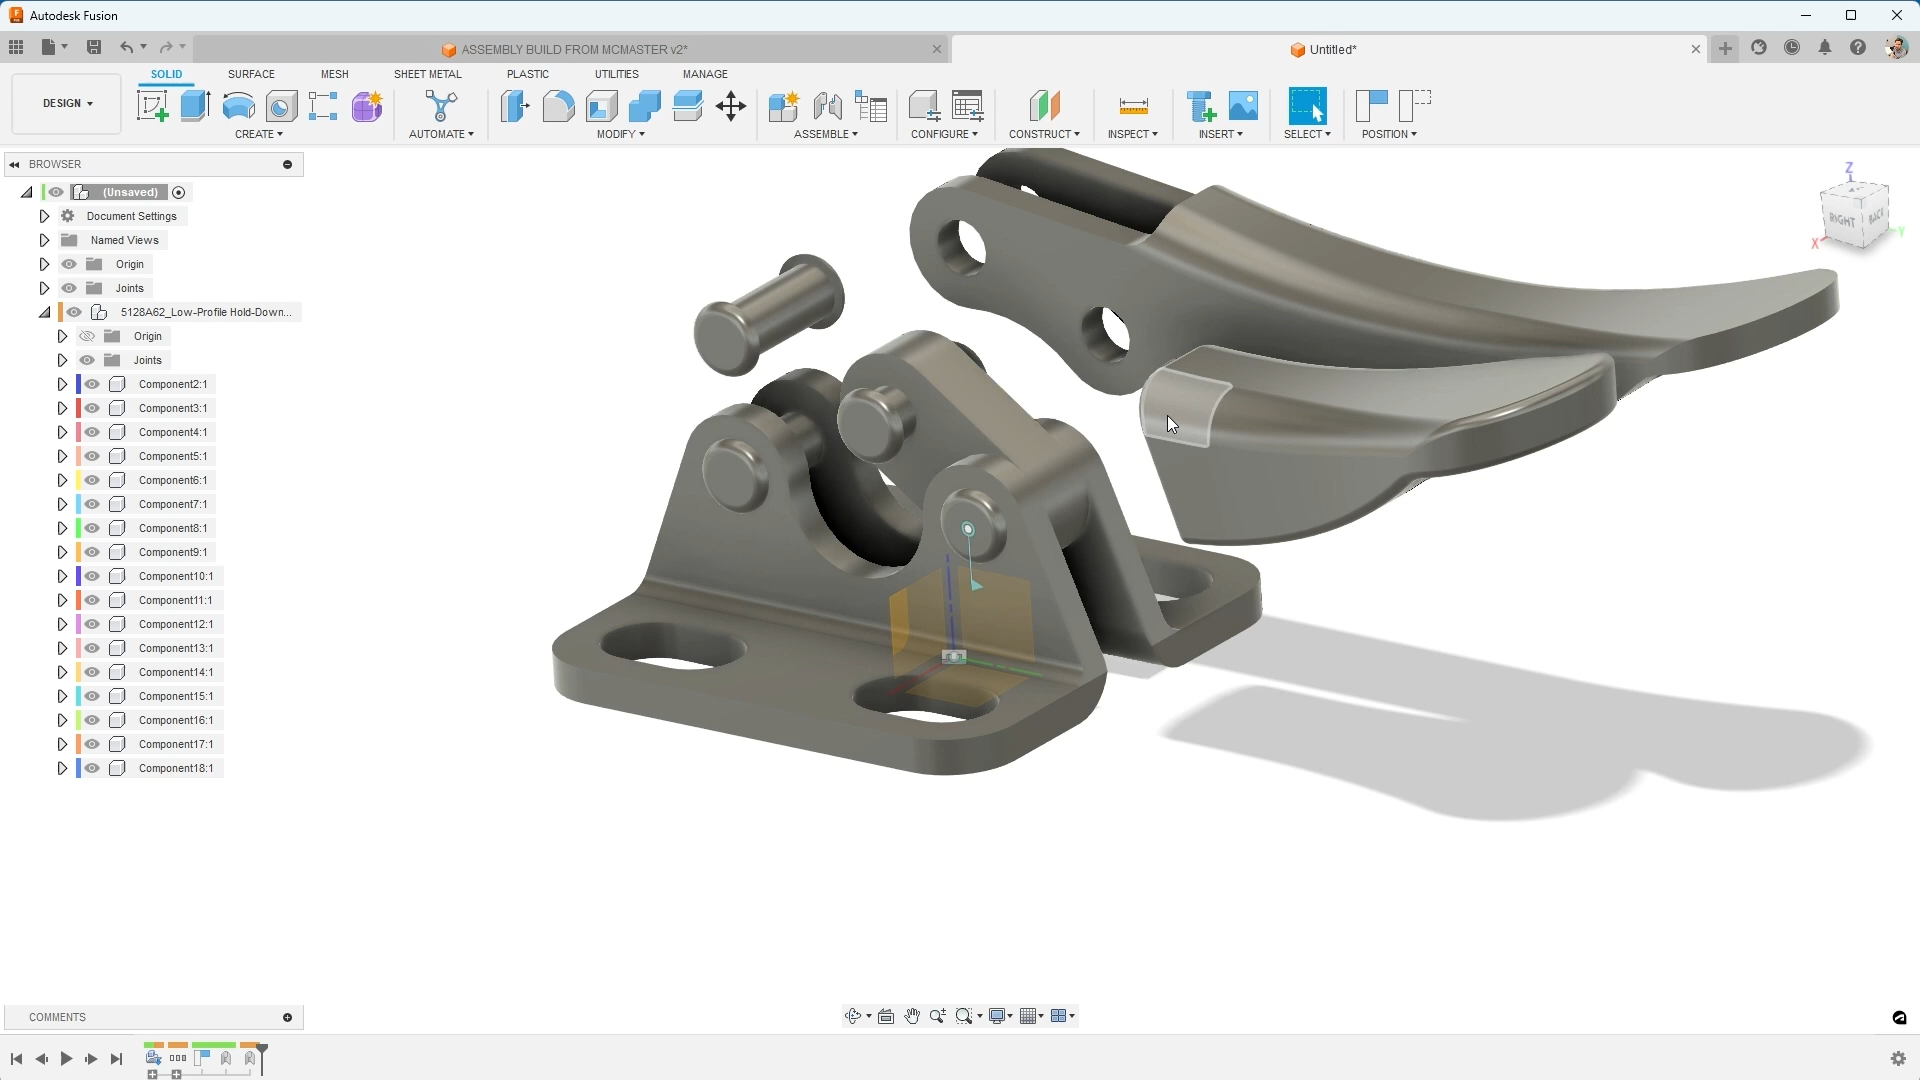 Autodesk Fusion
ASSEMBLY BUILD FROM MCMASTER v2*
Untitled*
DESIGN
SOLID
SURFACE
MESH
SHEET METAL
PLASTIC
UTILITIES
MANAGE
CREATE
AUTOMATE
MODIFY
ASSEMBLE
CONFIGURE
CONSTRUCT
INSPECT
INSERT
SELECT
POSITION
BROWSER
(Unsaved)
Document Settings
Named Views
Origin
Joints
5128A62_Low-Profile Hold-Down...
Origin
Joints
Component2:1
Component3:1
Component4:1
Component5:1
Component6:1
Component7:1
Component8:1
Component9:1
Component10:1
Component11:1
Component12:1
Component13:1
Component14:1
Component15:1
Component16:1
Component17:1
Component18:1
Z
RIGHT
BACK
X
Y
COMMENTS